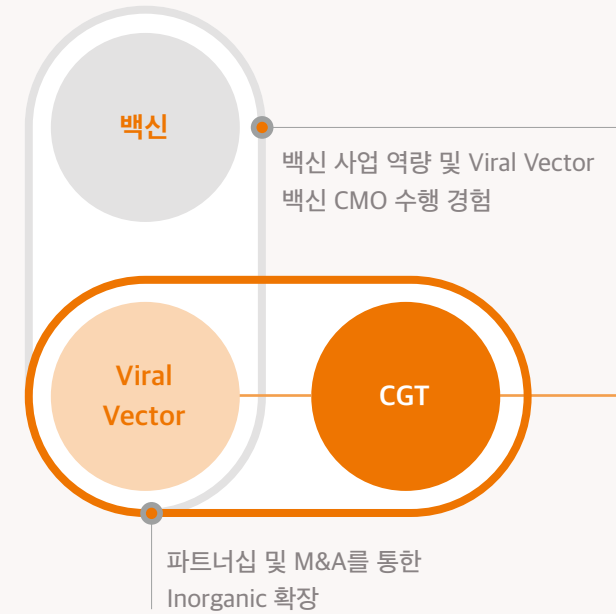 백신
백신 사업 역량 및 Viral Vector
백신 CMO 수행 경험
Viral
Vector
CGT
파트너십 및 M&A를 통한
Inorganic 확장